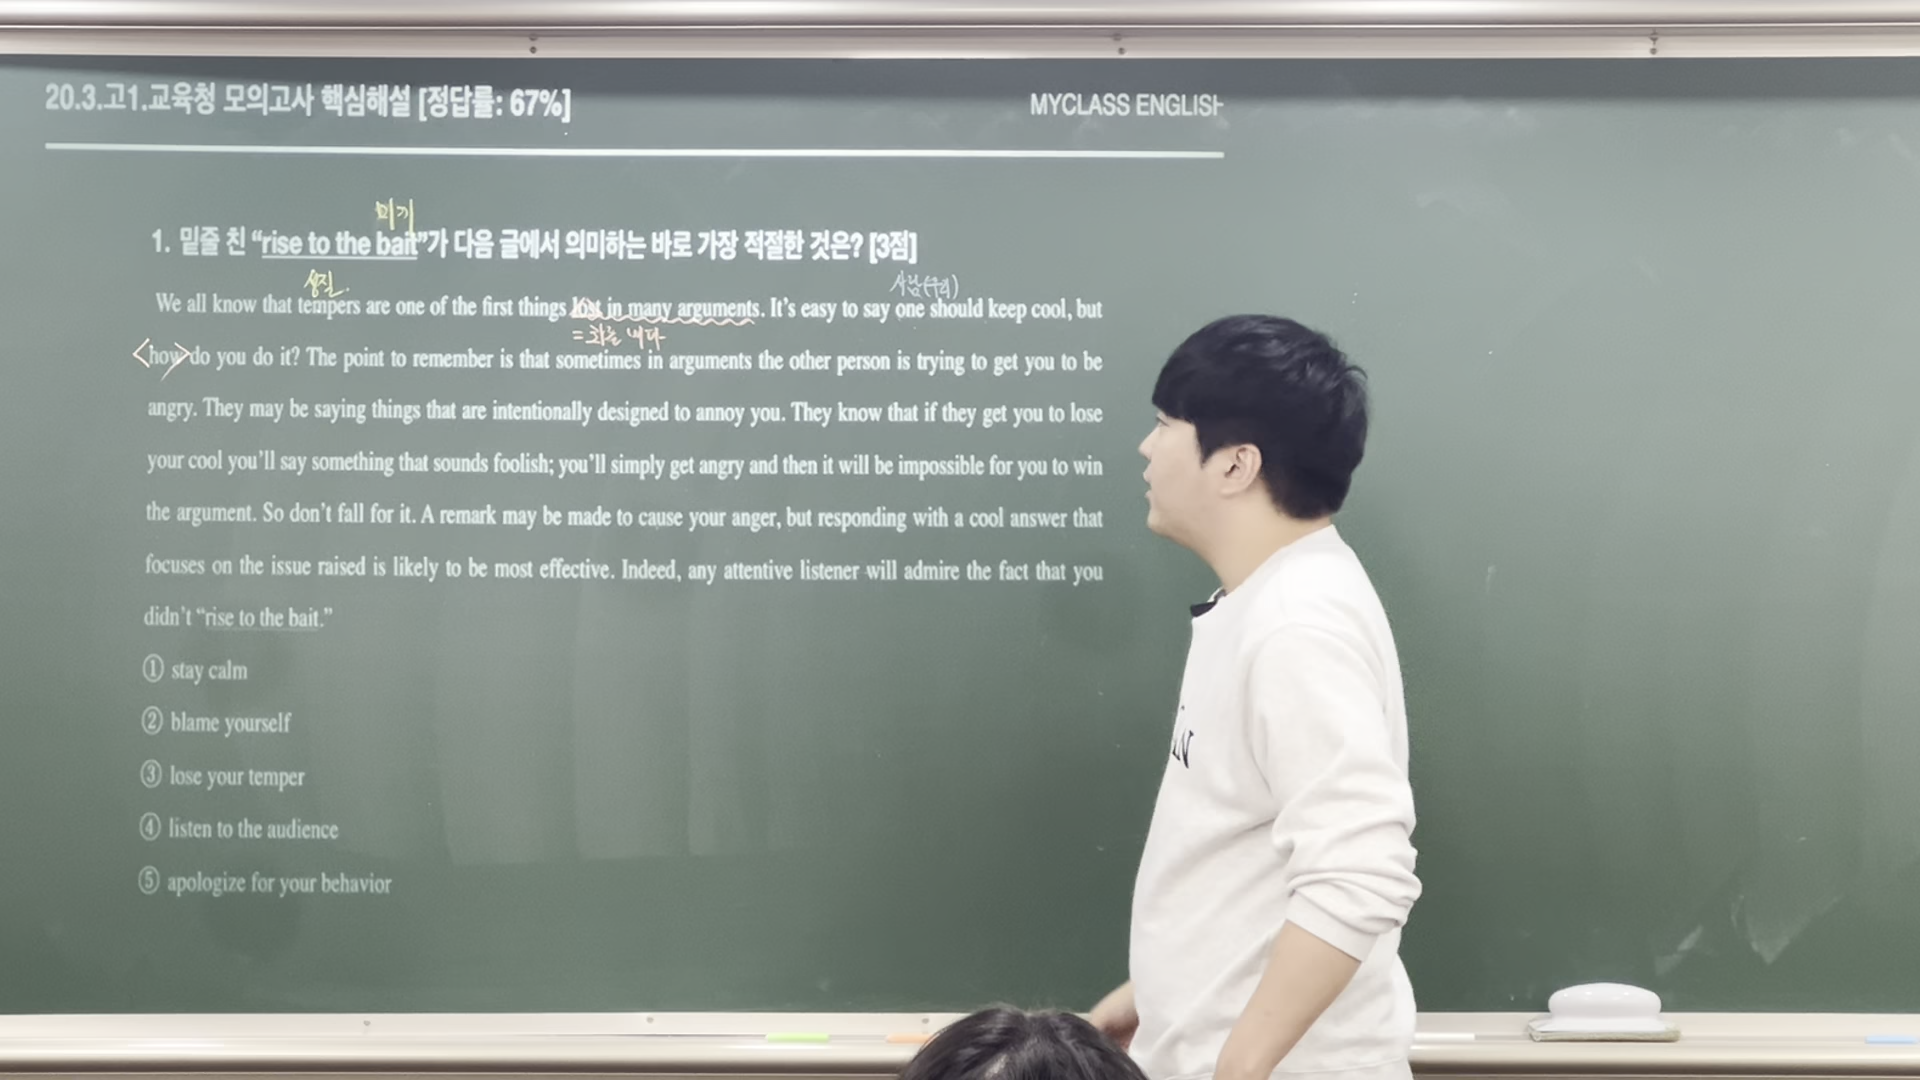 20.3.고1.교육청 모의고사 핵심해설 [정답률: 67%]
MYCLASS ENGLISH
미끼
1. 밑줄 친 “rise to the bait”가 다음 글에서 의미하는 바로 가장 적절한 것은? [3점]
성질.
사람(우리)
We all know that tempers are one of the first things lost in many arguments. It’s easy to say one should keep cool, but
=화를 내다
<how> do you do it? The point to remember is that sometimes in arguments the other person is trying to get you to be
angry. They may be saying things that are intentionally designed to annoy you. They know that if they get you to lose
your cool you’ll say something that sounds foolish; you’ll simply get angry and then it will be impossible for you to win
the argument. So don’t fall for it. A remark may be made to cause your anger, but responding with a cool answer that
focuses on the issue raised is likely to be most effective. Indeed, any attentive listener will admire the fact that you
didn’t “rise to the bait.”
① stay calm
② blame yourself
③ lose your temper
④ listen to the audience
⑤ apologize for your behavior